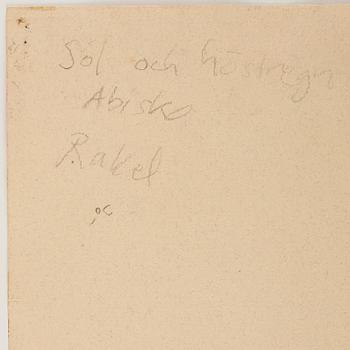 Sol och höstregn
Abisko
Rakel